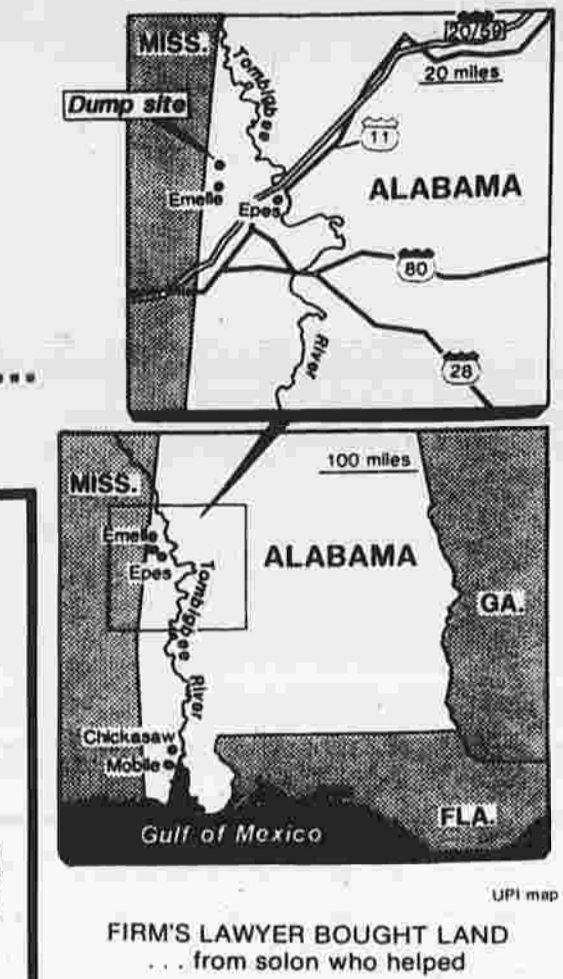 MISS.
Tombigbee
20/59
20 miles
Dump site
11
Emelle
Epes
ALABAMA
80
River
28
100 miles
MISS.
Emelle
Epes
Tombigbee
ALABAMA
GA.
River
Chickasaw
Mobile
FLA.
Gulf of Mexico
UPI map
FIRM'S LAWYER BOUGHT LAND
. . . from solon who helped